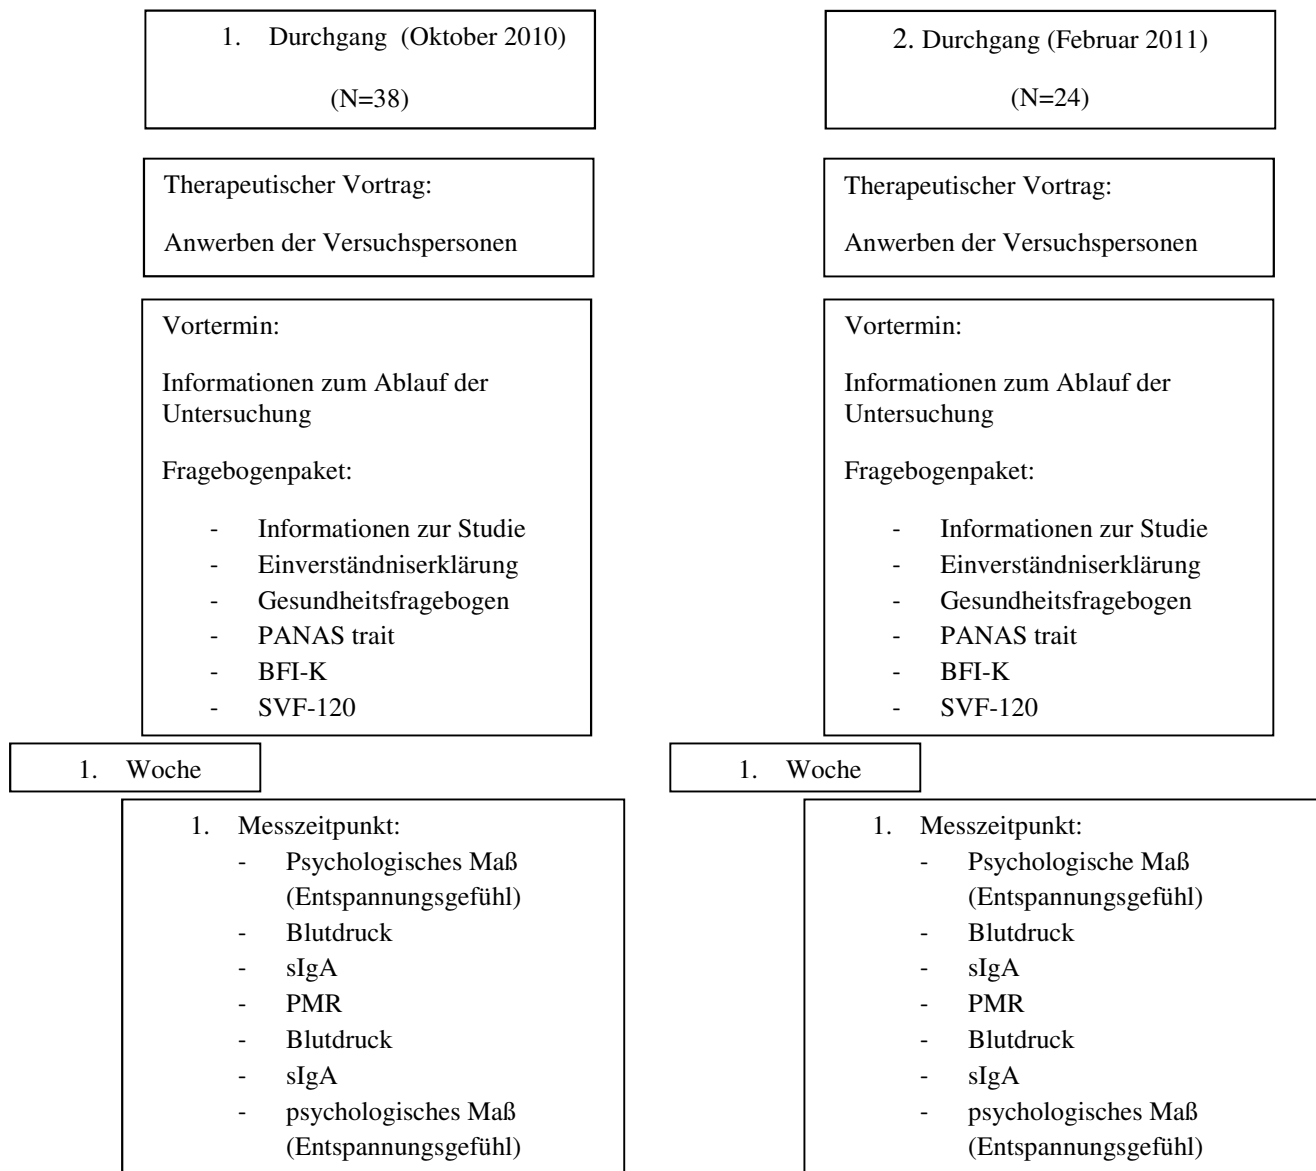 1. Durchgang (Oktober 2010)
(N=38)
Therapeutischer Vortrag:
Anwerben der Versuchspersonen
Vortermin:
Informationen zum Ablauf der
Untersuchung
Fragebogenpaket:
- Informationen zur Studie
- Einverständniserklärung
- Gesundheitsfragebogen
- PANAS trait
- BFI-K
- SVF-120
1. Woche
1. Messzeitpunkt:
- Psychologisches Maß
(Entspannungsgefühl)
- Blutdruck
- sIgA
- PMR
- Blutdruck
- sIgA
- psychologisches Maß
(Entspannungsgefühl)
2. Durchgang (Februar 2011)
(N=24)
Therapeutischer Vortrag:
Anwerben der Versuchspersonen
Vortermin:
Informationen zum Ablauf der
Untersuchung
Fragebogenpaket:
- Informationen zur Studie
- Einverständniserklärung
- Gesundheitsfragebogen
- PANAS trait
- BFI-K
- SVF-120
1. Woche
1. Messzeitpunkt:
- Psychologische Maß
(Entspannungsgefühl)
- Blutdruck
- sIgA
- PMR
- Blutdruck
- sIgA
- psychologisches Maß
(Entspannungsgefühl)